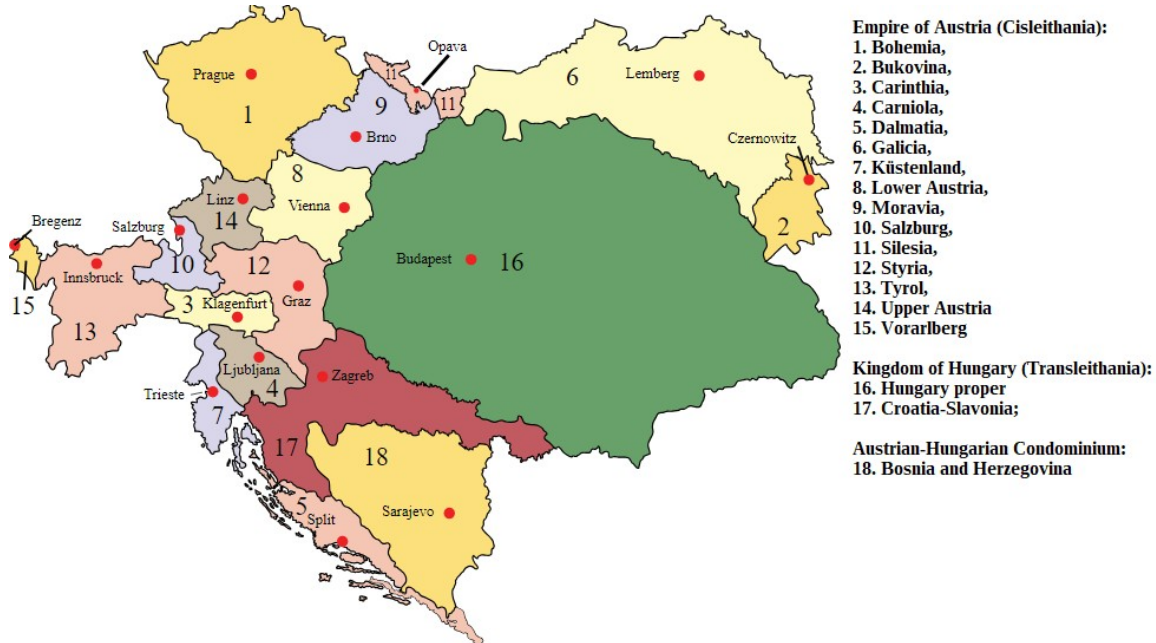 Opava
Prague
11
6
Lemberg
9
11
1
Brno
Czernowitz
8
Linz
Vienna
14
Bregenz
Salzburg
2
Budapest
16
10
12
Innsbruck
15
3
Klagenfurt
Graz
13
Ljubljana
Zagreb
4
Trieste
7
17
18
5
Split
Sarajevo
Empire of Austria (Cisleithania):
1. Bohemia,
2. Bukovina,
3. Carinthia,
4. Carniola,
5. Dalmatia,
6. Galicia,
7. Küstenland,
8. Lower Austria,
9. Moravia,
10. Salzburg,
11. Silesia,
12. Styria,
13. Tyrol,
14. Upper Austria
15. Vorarlberg
Kingdom of Hungary (Transleithania):
16. Hungary proper
17. Croatia-Slavonia;
Austrian-Hungarian Condominium:
18. Bosnia and Herzegovina